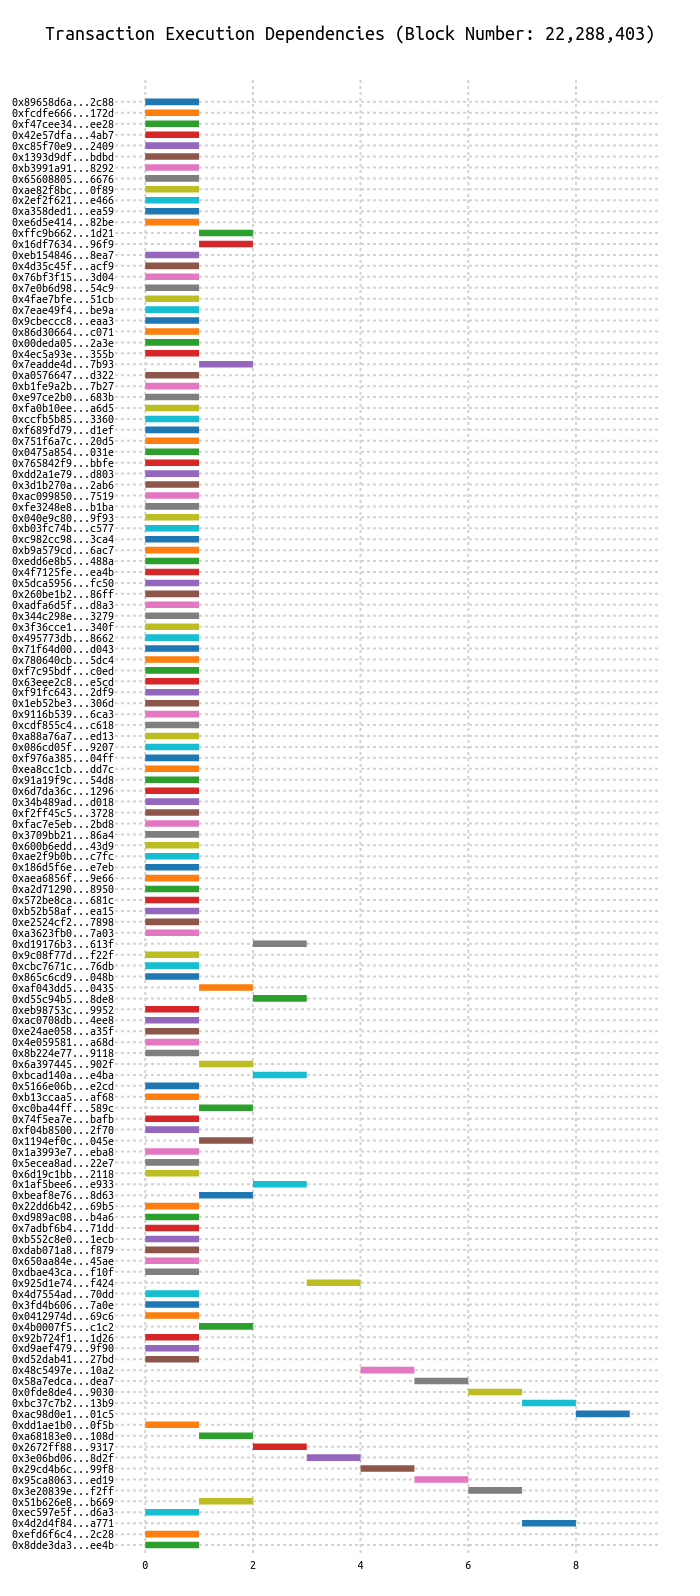 Transaction Execution Dependencies (Block Number: 22,288,403)
0x89658d6a...2c88
0xfcdfe666...172d
0xf47cee34...ee28
0x42e57dfa...4ab7
0xc85f70e9...2409
0x1393d9df...bdbd
0xb3991a91...8292
0x65608805...6676
0xae82f8bc...0f89
0x2ef2f621...e466
0xa358ded1...ea59
0xe6d5e414...82be
0xffc9b662...1d21
0x16df7634...96f9
0xeb154846...8ea7
0x4d35c45f...acf9
0x76bf3f15...3d04
0x7e0b6d98...54c9
0x4fae7bfe...51cb
0x7eae49f4...be9a
0x9cbeccc8...eaa3
0x86d30664...c071
0x00deda05...2a3e
0x4ec5a93e...355b
0x7eadde4d...7b93
0xa0576647...d322
0xb1fe9a2b...7b27
0xe97ce2b0...683b
0xfa0b10ee...a6d5
0xccfb5b85...3360
0xf689fd79...d1ef
0x751f6a7c...20d5
0x0475a854...031e
0x765842f9...bbfe
0xdd2a1e79...d803
0x3d1b270a...2ab6
0xac099850...7519
0xfe3248e8...b1ba
0x040e9c80...9f93
0xb03fc74b...c577
0xc982cc98...3ca4
0xb9a579cd...6ac7
0xedd6e8b5...488a
0x4f7125fe...ea4b
0x5dca5956...fc50
0x260be1b2...86ff
0xadfa6d5f...d8a3
0x344c298e...3279
0x3f36cce1...340f
0x495773db...8662
0x71f64d00...d043
0x780640cb...5dc4
0xf7c95bdf...c0ed
0x63eee2c8...e5cd
0xf91fc643...2df9
0x1eb52be3...306d
0x9116b539...6ca3
0xcdf855c4...c618
0xa88a76a7...ed13
0x086cd05f...9207
0xf976a385...04ff
0xea8cc1cb...dd7c
0x91a19f9c...54d8
0x6d7da36c...1296
0x34b489ad...d018
0xf2ff45c5...3728
0xfac7e5eb...2bd8
0x3709bb21...86a4
0x600b6edd...43d9
0xae2f9b0b...c7fc
0x186d5f6e...e7eb
0xaea6856f...9e66
0xa2d71290...8950
0x572be8ca...681c
0xb52b58af...ea15
0xe2524cf2...7898
0xa3623fb0...7a03
0xd19176b3...613f
0x9c08f77d...f22f
0xcbc7671c...76db
0x865c6cd9...048b
0xaf043dd5...0435
0xd55c94b5...8de8
0xeb98753c...9952
0xac0708db...4ee8
0xe24ae058...a35f
0x4e059581...a68d
0x8b224e77...9118
0x6a397445...902f
0xbcad140a...e4ba
0x5166e06b...e2cd
0xb13ccaa5...af68
0xc0ba44ff...589c
0x74f5ea7e...bafb
0xf04b8500...2f70
0x1194ef0c...045e
0x1a3993e7...eba8
0x5ecea8ad...22e7
0x6d19c1bb...2118
0x1af5bee6...e933
0xbeaf8e76...8d63
0x22dd6b42...69b5
0xd989ac08...b4a6
0x7adbf6b4...71dd
0xb552c8e0...1ecb
0xdab071a8...f879
0x650aa84e...45ae
0xdbae43ca...f10f
0x925d1e74...f424
0x4d7554ad...70dd
0x3fd4b606...7a0e
0x0412974d...69c6
0x4b0007f5...c1c2
0x92b724f1...1d26
0xd9aef479...9f90
0xd52dab41...27bd
0x48c5497e...10a2
0x58a7edca...dea7
0x0fde8de4...9030
0xbc37c7b2...13b9
0xac98d0e1...01c5
0xdd1ae1b0...0f5b
0xa68183e0...108d
0x2672ff88...9317
0x3e06bd06...8d2f
0x29cd4b6c...99f8
0x95ca8063...ed19
0x3e20839e...f2ff
0x51b626e8...b669
0xec597e5f...d6a3
0x4d2d4f84...a771
0xefd6f6c4...2c28
0x8dde3da3...ee4b
0 2 4 6 8